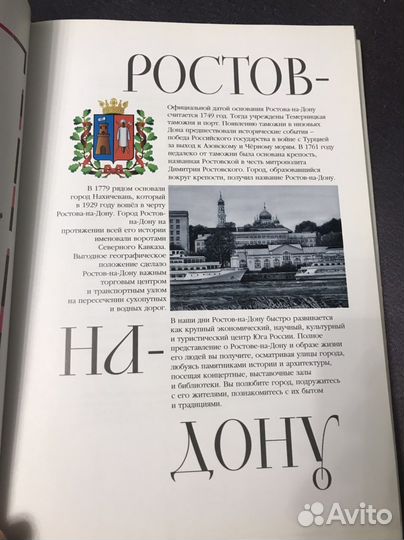 РОСТОВ-
Официальной датой основания Ростова-на-Дону
считается 1749 год. Тогда учреждены Темерницкая
таможня и порт. Появлению таможни в низовьях
Дона предшествовали исторические события –
победа Российского государства в войне с Турцией
за выход к Азовскому и Чёрному морям. В 1761 году
недалеко от таможни была основана крепость,
названная Ростовской в честь митрополита
Димитрия Ростовского. Город, образовавшийся
вокруг крепости, получил название Ростов-на-Дону.
В 1779 рядом основали
город Нахичевань, который
в 1929 году вошёл в черту
Ростова-на-Дону. Город Ростов-
на-Дону на
протяжении всей его
истории именовали воротами
Северного Кавказа.
Выгодное географическое
положение сделало
Ростов-на-Дону важным
торговым центром
и транспортным узлом
на пересечении сухопутных
и водных дорог.
НА-
В наши дни Ростов-на-Дону быстро развивается
как крупный экономический, научный, культурный
и туристический центр Юга России. Полное
представление о Ростове-на-Дону и образе жизни
его людей вы получите, осматривая улицы города,
любуясь памятниками истории и архитектуры,
посещая концертные, выставочные залы
и библиотеки. Вы полюбите город, подружитесь
с его жителями, познакомитесь с их бытом
и традициями.
ДОНУ
Avito